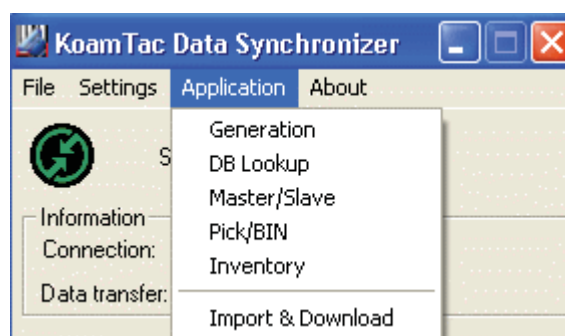 KoamTac Data Synchronizer
File Settings Application About
Generation
S
DB Lookup
Master/Slave
Information
Pick/BIN
Connection:
Inventory
Data transfer:
Import & Download